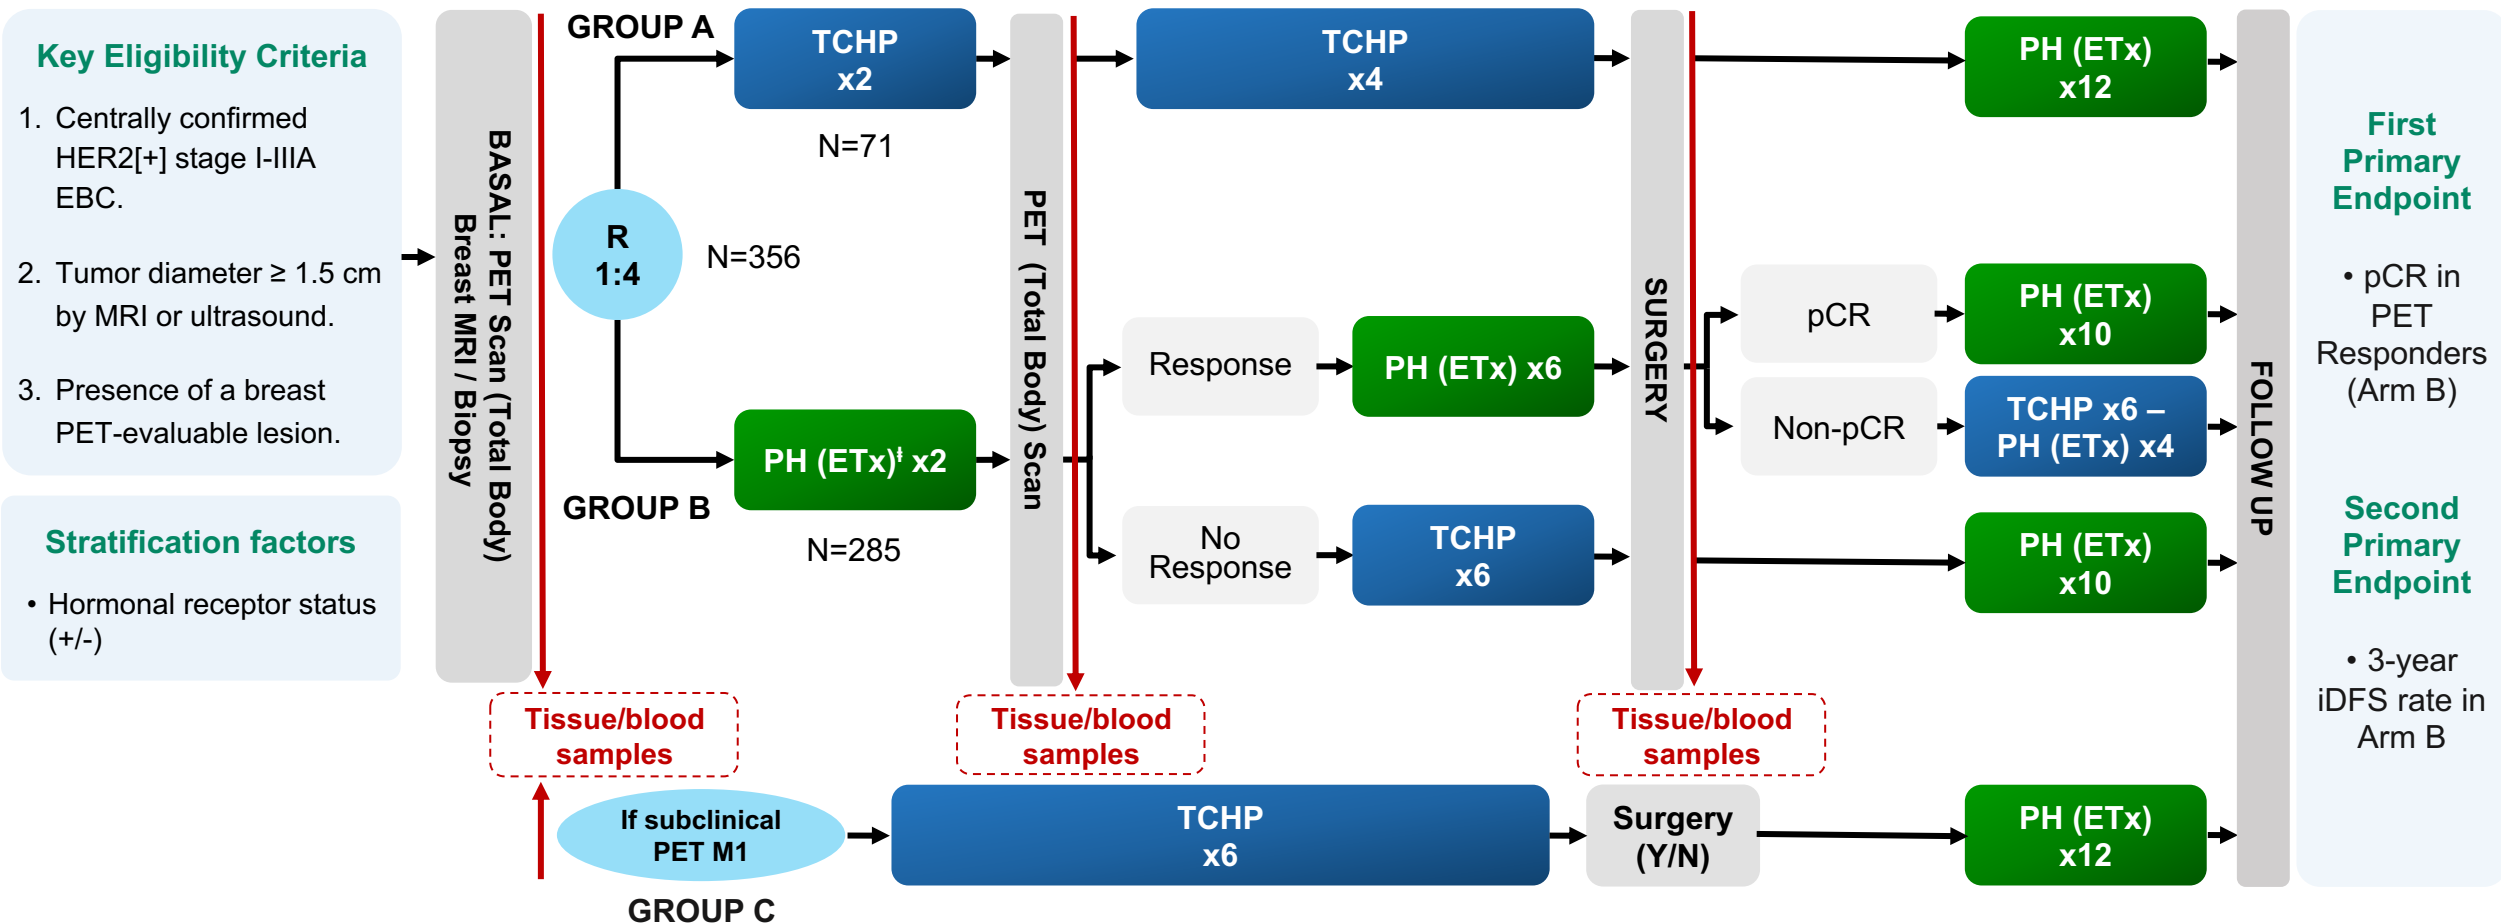 Key Eligibility Criteria
1. Centrally confirmed
HER2[+] stage I-IIIA
EBC.
2. Tumor diameter ≥ 1.5 cm
by MRI or ultrasound.
3. Presence of a breast
PET-evaluable lesion.
Stratification factors
• Hormonal receptor status
(+/-)
BASAL: PET Scan (Total Body)
Breast MRI / Biopsy
GROUP A
R
1:4
N=356
GROUP B
TCHP
x2
N=71
PH (ETx)ǂ x2
N=285
PET (Total Body) Scan
TCHP
x4
Response
PH (ETx) x6
No
Response
TCHP
x6
SURGERY
PH (ETx)
x12
pCR
PH (ETx)
x10
Non-pCR
TCHP x6 –
PH (ETx) x4
PH (ETx)
x10
FOLLOW UP
First
Primary
Endpoint
• pCR in
PET
Responders
(Arm B)
Second
Primary
Endpoint
• 3-year
iDFS rate in
Arm B
Tissue/blood
samples
Tissue/blood
samples
Tissue/blood
samples
If subclinical
PET M1
GROUP C
TCHP
x6
Surgery
(Y/N)
PH (ETx)
x12